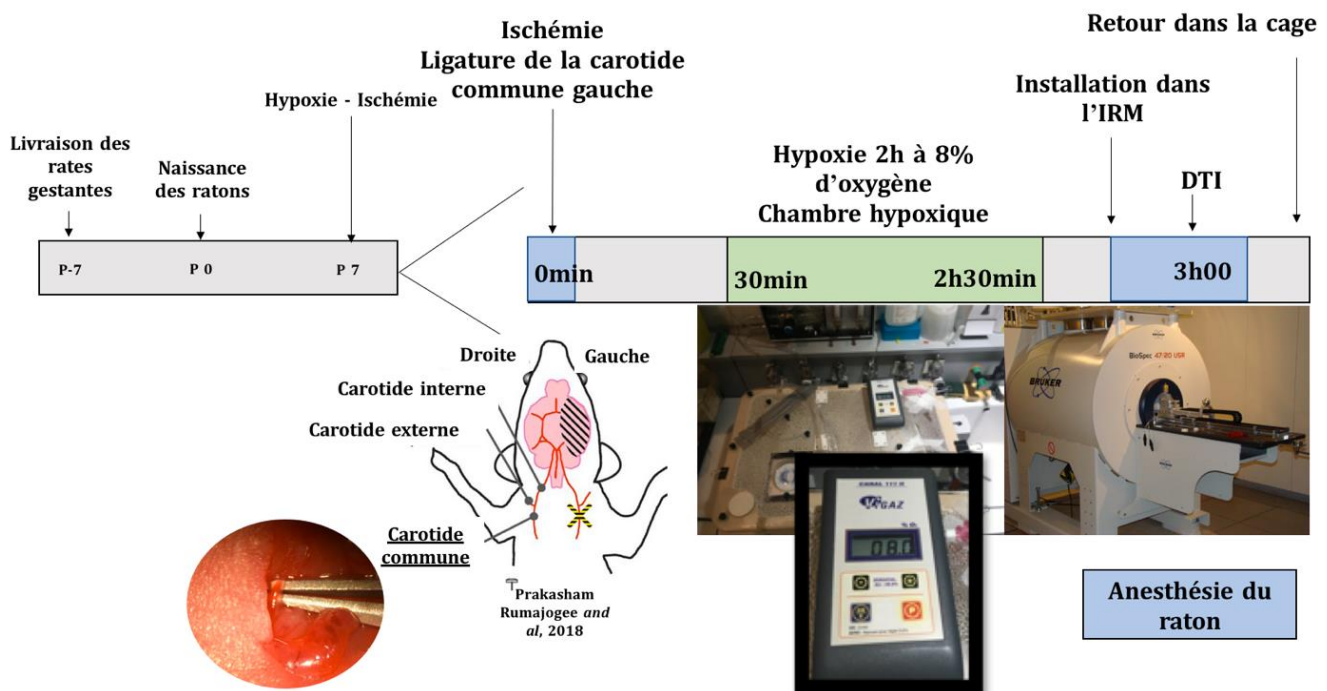 Retour dans la cage
Ischémie
Ligature de la carotide
commune gauche
Installation dans
l'IRM
Hypoxie - Ischémie
Livraison des
rates
gestantes
Naissance
des ratons
Hypoxie 2h à 8%
d'oxygène
Chambre hypoxique
DTI
P-7
P 0
P 7
0min
30min
2h30min
3h00
Droite
Gauche
Carotide interne
Carotide externe
Carotide
commune
Prakasham
Rumajogee and
al, 2018
BRUKER
BioSpec 47/20 USR
08.0
Anesthésie du
raton